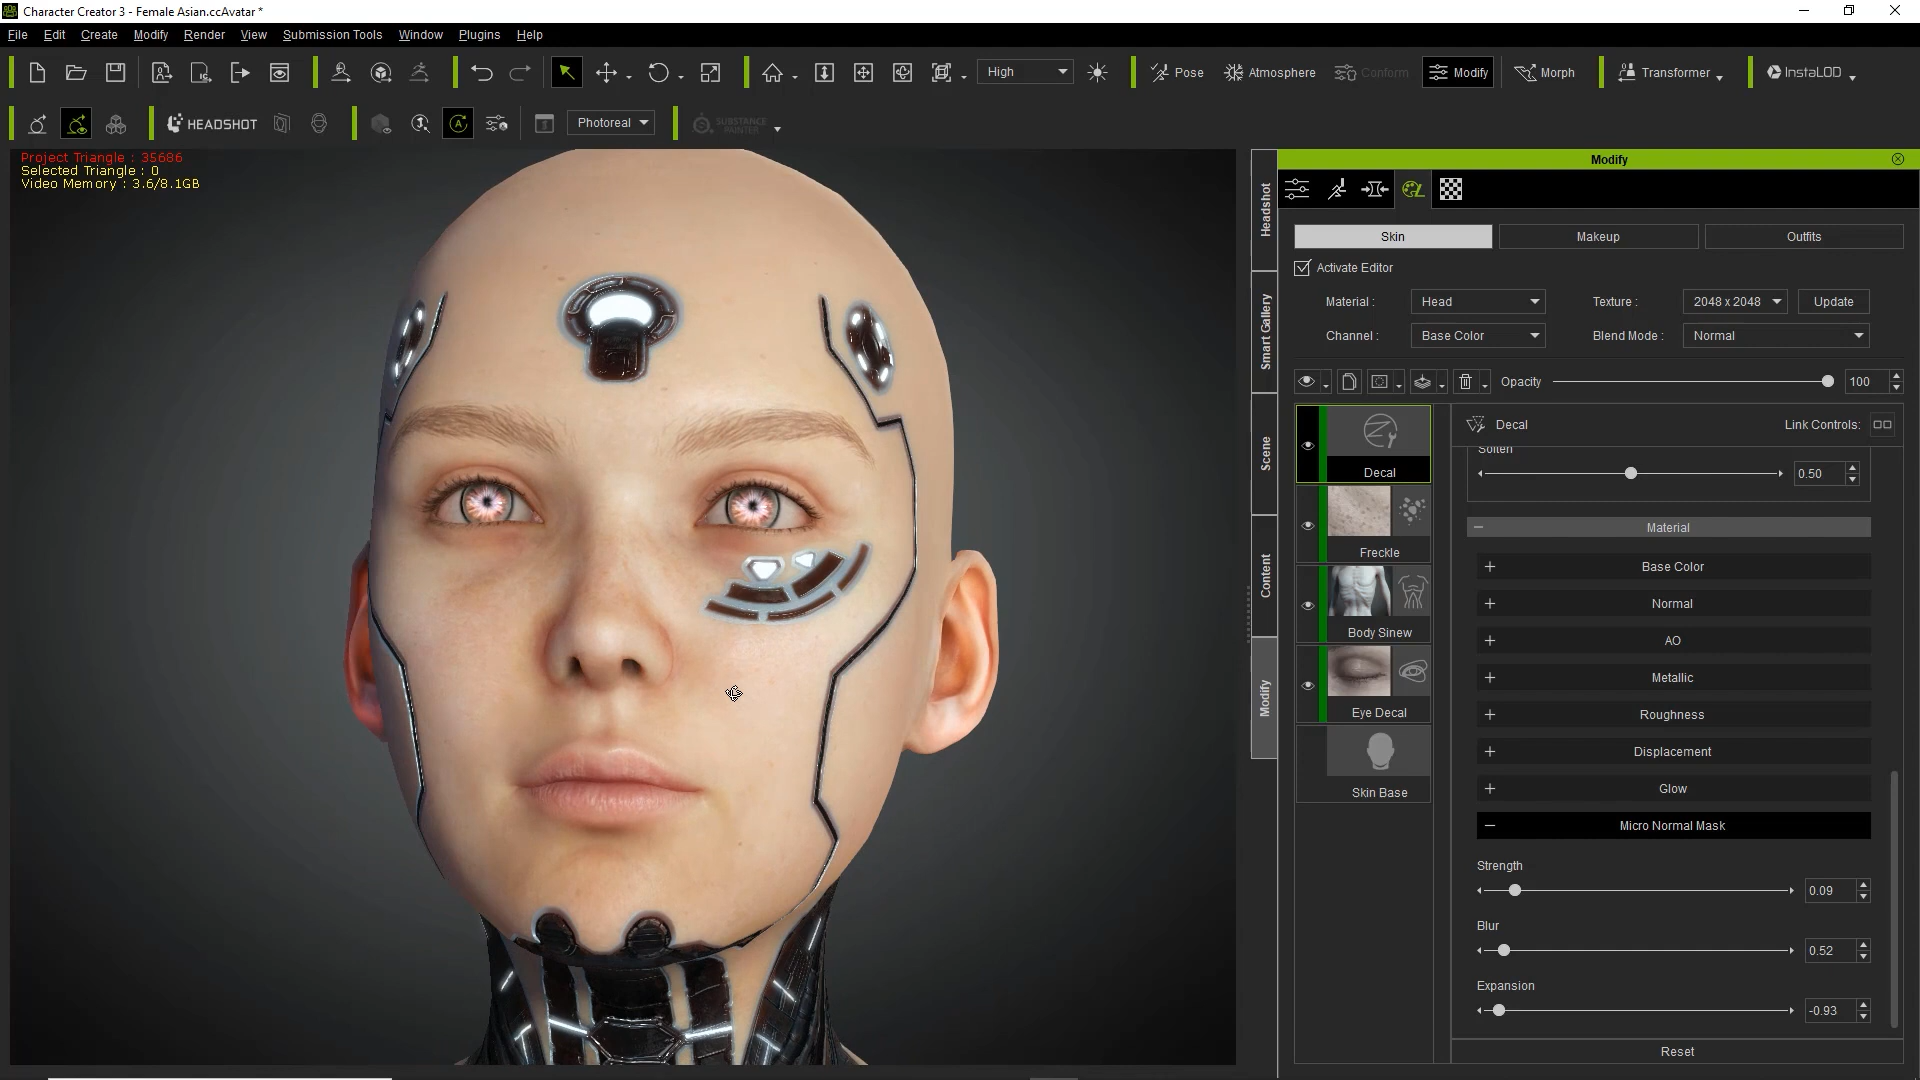 Character Creator 3 - Female Asian.ccAvatar *
File Edit Create Modify Render View Submission Tools Window Plugins Help
High Pose Atmosphere Conform Modify Morph Transformer InstaLOD
HEADSHOT Photoreal SUBSTANCE PAINTER
Project Triangle : 35686
Selected Triangle : 0
Video Memory : 3.6/8.1GB
Headshot
Smart Gallery
Scene
Content
Modify
Modify
Skin Makeup Outfits
Activate Editor
Material : Head Texture : 2048 x 2048 Update
Channel : Base Color Blend Mode : Normal
Opacity 100
Decal
Freckle
Body Sinew
Eye Decal
Skin Base
Decal Link Controls:
Soften
0.50
Material
Base Color
Normal
AO
Metallic
Roughness
Displacement
Glow
Micro Normal Mask
Strength
0.09
Blur
0.52
Expansion
-0.93
Reset